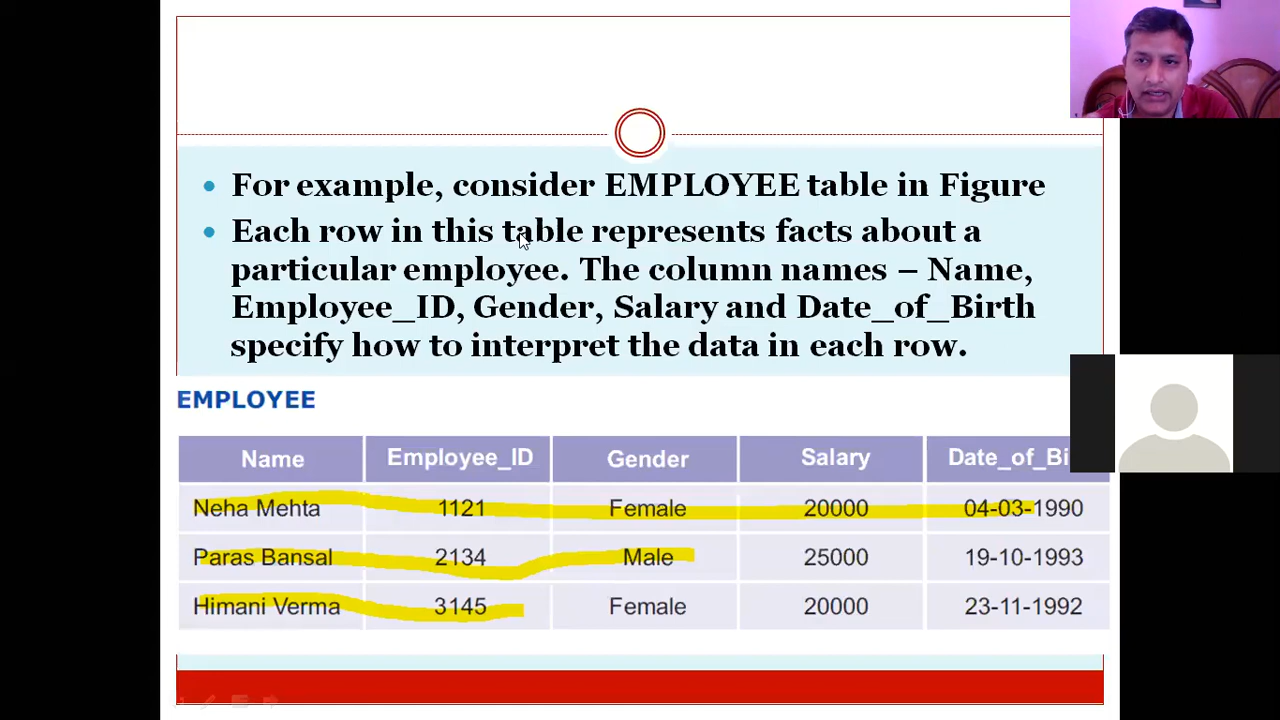 For example, consider EMPLOYEE table in Figure
Each row in this table represents facts about a
particular employee. The column names – Name,
Employee_ID, Gender, Salary and Date_of_Birth
specify how to interpret the data in each row.
EMPLOYEE
Name Employee_ID Gender Salary Date_of_Bi
Neha Mehta 1121 Female 20000 04-03-1990
Paras Bansal 2134 Male 25000 19-10-1993
Himani Verma 3145 Female 20000 23-11-1992